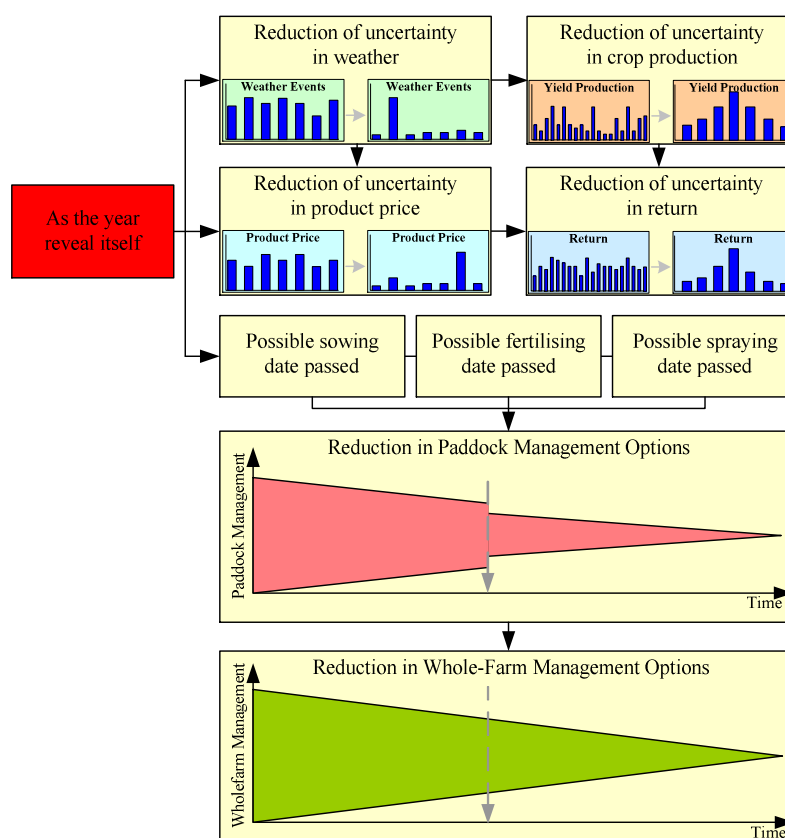 Reduction of uncertainty
in weather
Weather Events
Weather Events
Reduction of uncertainty
in crop production
Yield Production
Yield Production
As the year
reveal itself
Reduction of uncertainty
in product price
Product Price
Product Price
Reduction of uncertainty
in return
Return
Return
Possible sowing
date passed
Possible fertilising
date passed
Possible spraying
date passed
Reduction in Paddock Management Options
Paddock Management
Time
Reduction in Whole-Farm Management Options
Wholefarm Management
Time